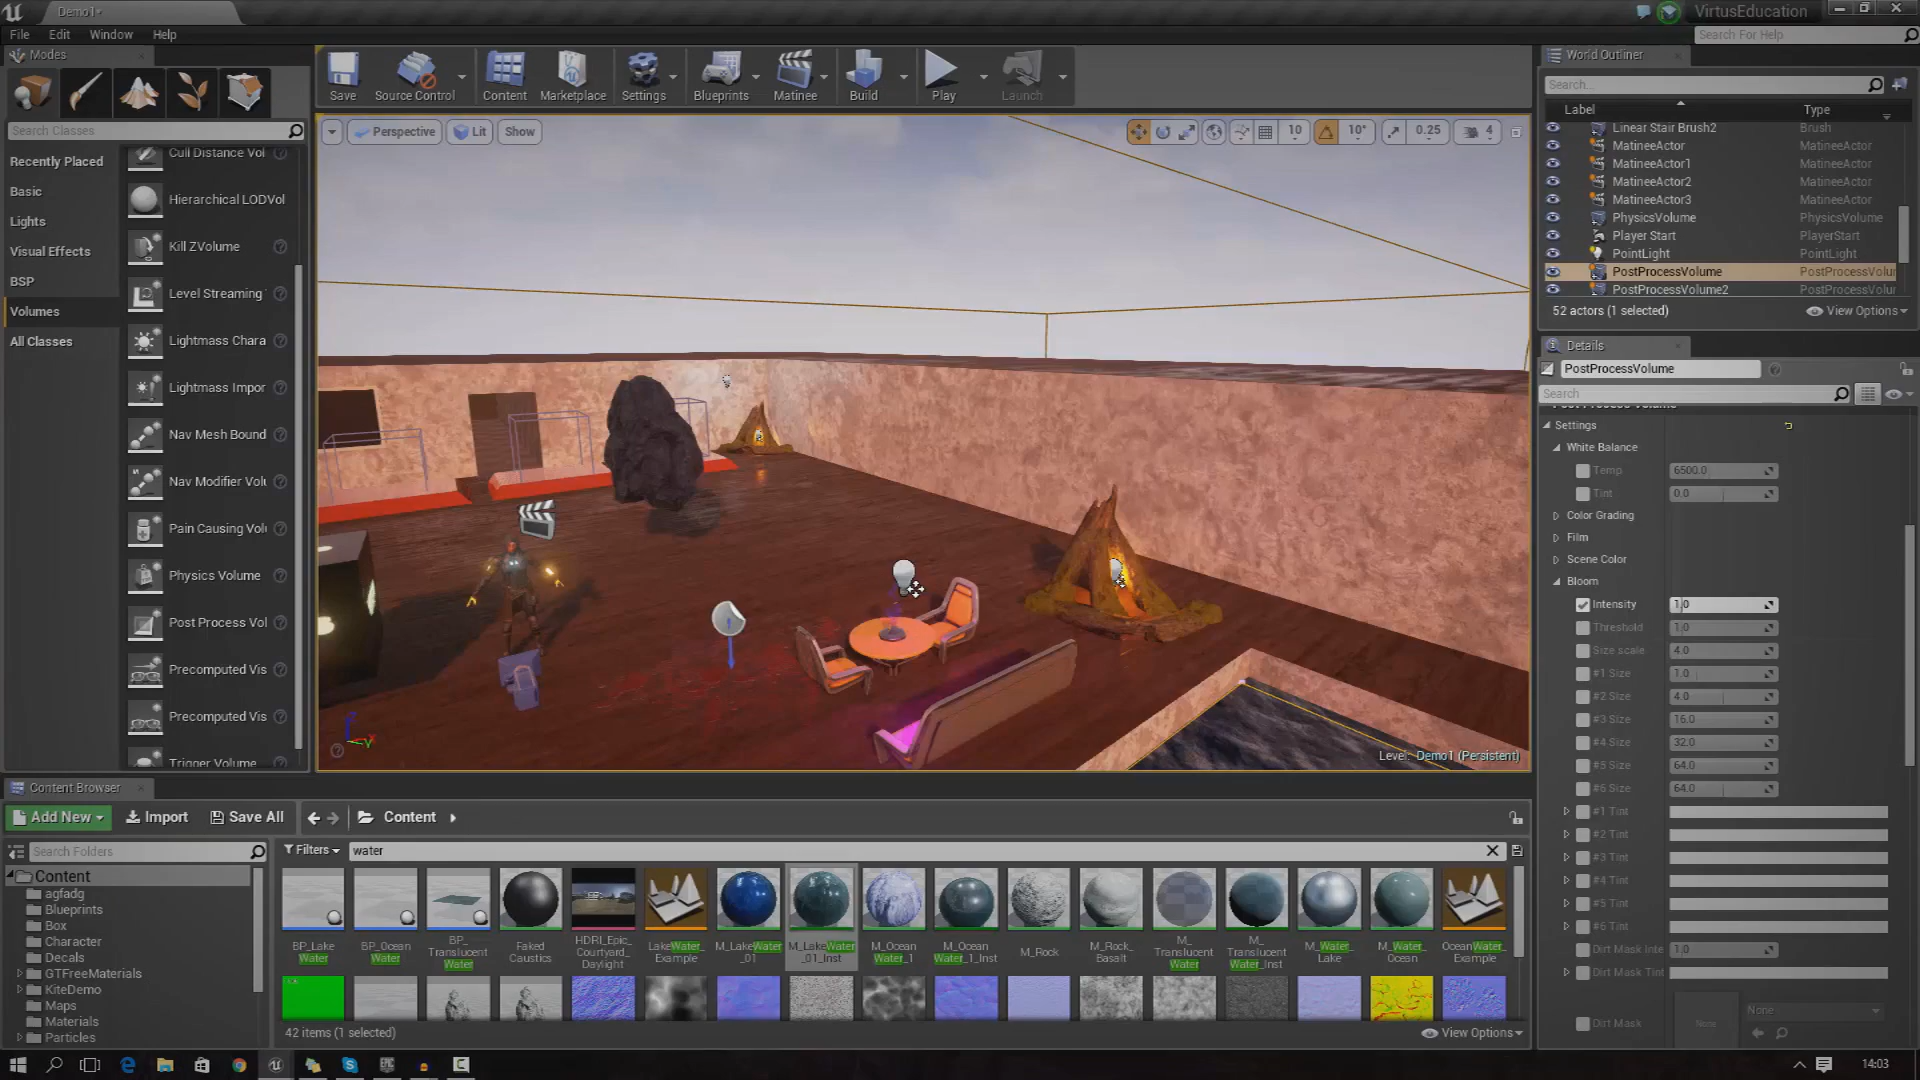 Demo1*
VirtusEducation
File Edit Window Help
Search For Help
Modes
Search Classes
Recently Placed
Basic
Lights
Visual Effects
BSP
Volumes
All Classes
Cull Distance Vol
Hierarchical LODVol
Kill ZVolume
Level Streaming
Lightmass Chara
Lightmass Impor
Nav Mesh Bound
Nav Modifier Volu
Pain Causing Volu
Physics Volume
Post Process Vol
Precomputed Vis
Precomputed Vis
Trigger Volume
Save Source Control Content Marketplace Settings Blueprints Matinee Build Play Launch
Perspective Lit Show 10 10° 0.25 4
Level: Demo1 (Persistent)
World Outliner
Search...
Label Type
Linear Stair Brush2 Brush
MatineeActor MatineeActor
MatineeActor1 MatineeActor
MatineeActor2 MatineeActor
MatineeActor3 MatineeActor
PhysicsVolume PhysicsVolume
Player Start PlayerStart
PointLight PointLight
PostProcessVolume PostProcessVolur
PostProcessVolume2 PostProcessVolur
52 actors (1 selected) View Options
Details
PostProcessVolume
Search
Post Process Volume
Settings
White Balance
Temp 6500.0
Tint 0.0
Color Grading
Film
Scene Color
Bloom
Intensity 1.0
Threshold 1.0
Size scale 4.0
#1 Size 1.0
#2 Size 4.0
#3 Size 16.0
#4 Size 32.0
#5 Size 64.0
#6 Size 64.0
#1 Tint
#2 Tint
#3 Tint
#4 Tint
#5 Tint
#6 Tint
Dirt Mask Inte 1.0
Dirt Mask Tint
Dirt Mask None None
Content Browser
Add New Import Save All Content
Search Folders
Content
agfadg
Blueprints
Box
Character
Decals
GTFreeMaterials
KiteDemo
Maps
Materials
Particles
Filters water
BP_Lake Water
BP_Ocean Water
BP_ Translucent Water
Faked Caustics
HDRI_Epic_ Courtyard_ Daylight
LakeWater_ Example
M_LakeWater _01
M_LakeWater _01_Inst
M_Ocean Water_1
M_Ocean Water_1_Inst
M_Rock
M_Rock_ Basalt
M_ Translucent Water
M_ Translucent Water_Inst
M_Water_ Lake
M_Water_ Ocean
OceanWater_ Example
42 items (1 selected) View Options
EPIC
14:03